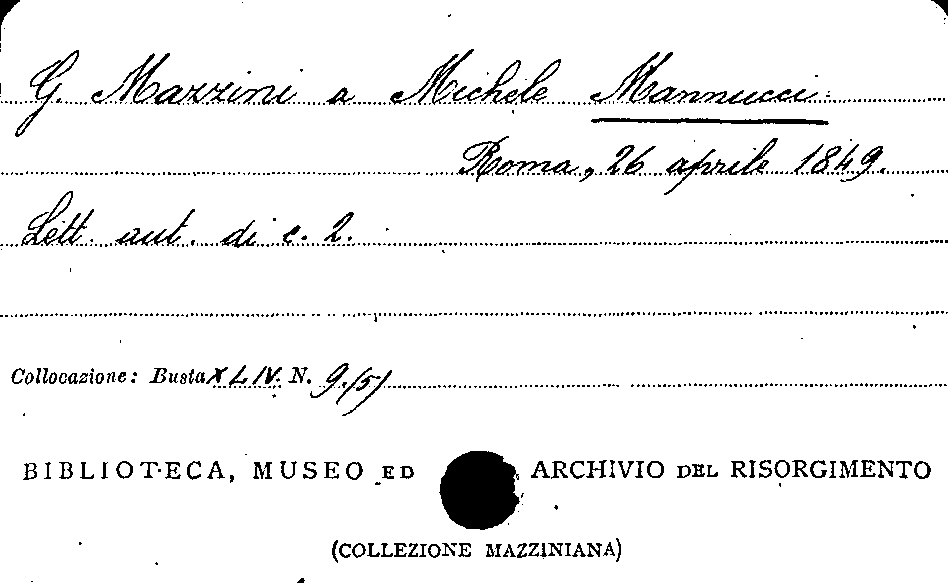 G. Mazzini a Michele Mannucci.
Roma, 26 aprile 1849.
Lett. aut. di c. 2.
Collocazione: Busta XLIV. N. 9.(5)
BIBLIOTECA, MUSEO ED ARCHIVIO DEL RISORGIMENTO
(COLLEZIONE MAZZINIANA)